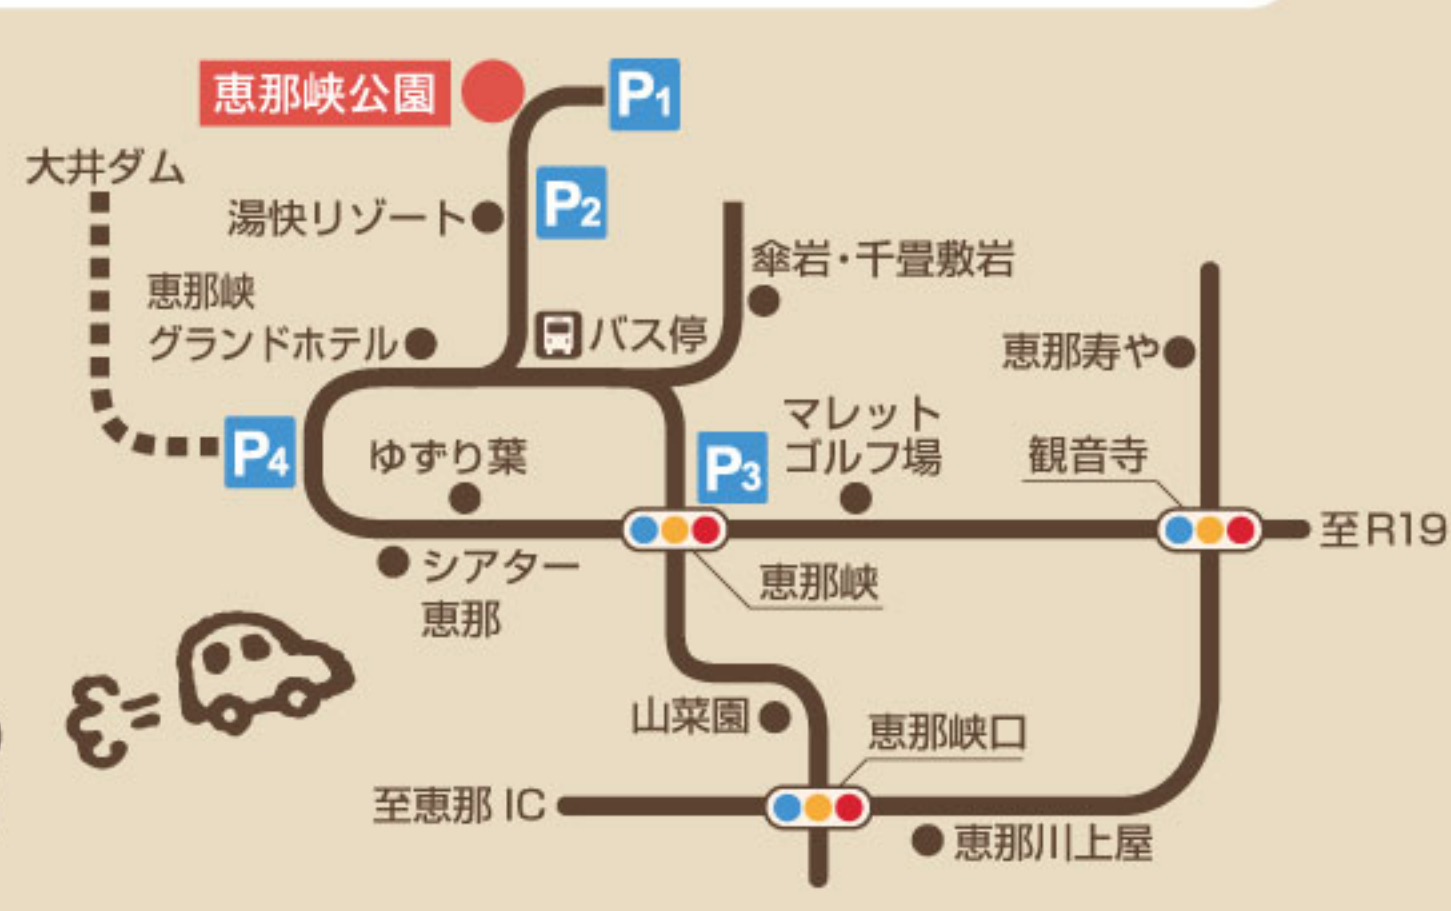 恵那峡公園
P1
大井ダム
湯快リゾート
P2
傘岩・千畳敷岩
恵那峡
グランドホテル
バス停
恵那寿や
P4
ゆずり葉
P3
マレット
ゴルフ場
観音寺
至R19
シアター
恵那
恵那峡
山菜園
恵那峡口
至恵那IC
恵那川上屋